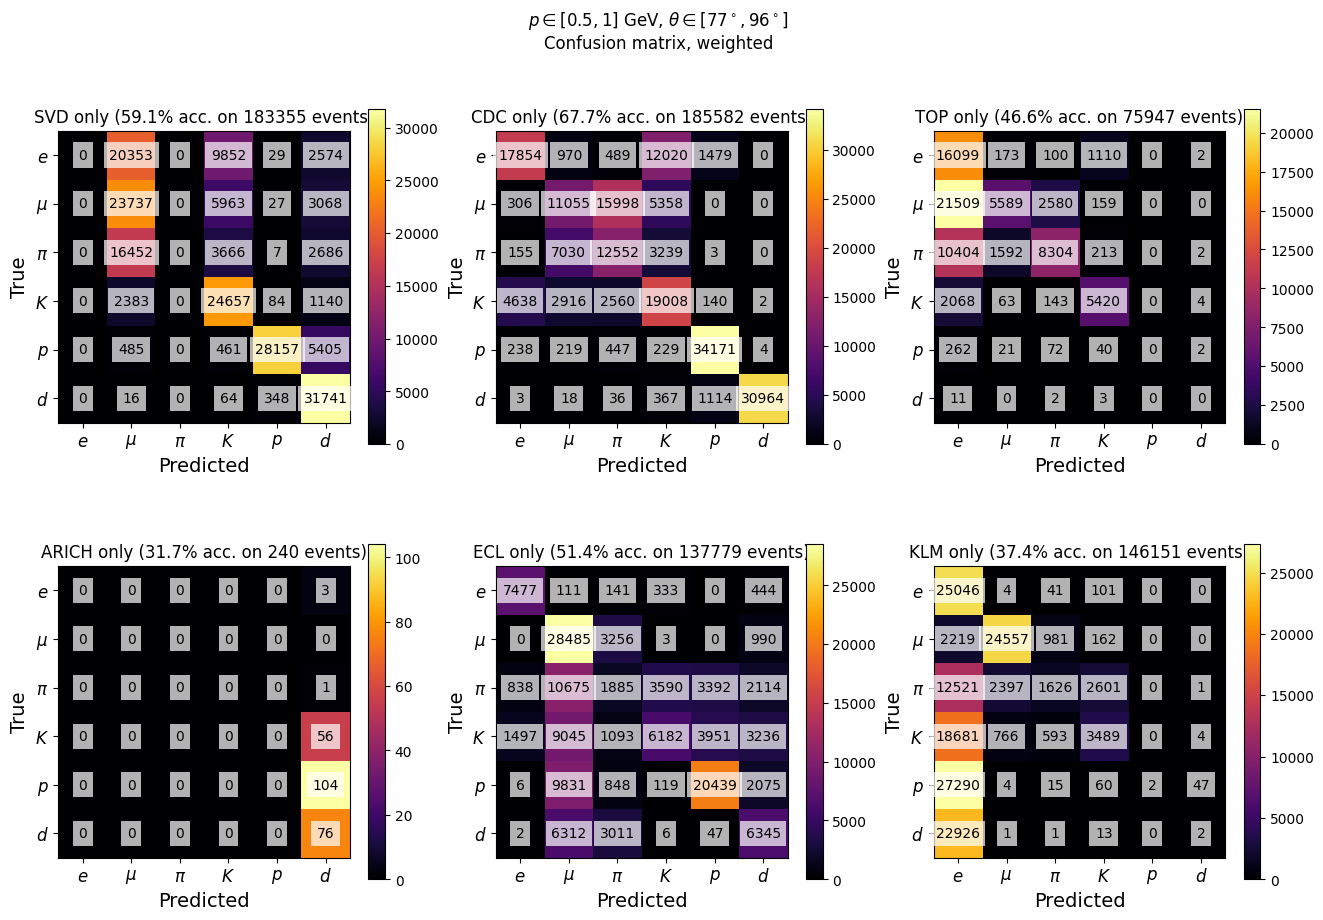 p ∈ [0.5, 1] GeV, θ ∈ [77°, 96°]
Confusion matrix, weighted
SVD only (59.1% acc. on 183355 events
True
e 0 20353 0 9852 29 2574
μ 0 23737 0 5963 27 3068
π 0 16452 0 3666 7 2686
K 0 2383 0 24657 84 1140
p 0 485 0 461 28157 5405
d 0 16 0 64 348 31741
e μ π K p d
Predicted
30000
25000
20000
15000
10000
5000
0
CDC only (67.7% acc. on 185582 events
True
e 17854 970 489 12020 1479 0
μ 306 11055 15998 5358 0 0
π 155 7030 12552 3239 3 0
K 4638 2916 2560 19008 140 2
p 238 219 447 229 34171 4
d 3 18 36 367 1114 30964
e μ π K p d
Predicted
30000
25000
20000
15000
10000
5000
0
TOP only (46.6% acc. on 75947 events)
True
e 16099 173 100 1110 0 2
μ 21509 5589 2580 159 0 2
π 10404 1592 8304 213 0 2
K 2068 63 143 5420 0 4
p 262 21 72 40 0 2
d 11 0 2 3 0 0
e μ π K p d
Predicted
20000
17500
15000
12500
10000
7500
5000
2500
0
ARICH only (31.7% acc. on 240 events)
True
e 0 0 0 0 0 3
μ 0 0 0 0 0 0
π 0 0 0 0 0 1
K 0 0 0 0 0 56
p 0 0 0 0 0 104
d 0 0 0 0 0 76
e μ π K p d
Predicted
100
80
60
40
20
0
ECL only (51.4% acc. on 137779 events)
True
e 7477 111 141 333 0 444
μ 0 28485 3256 3 0 990
π 838 10675 1885 3590 3392 2114
K 1497 9045 1093 6182 3951 3236
p 6 9831 848 119 20439 2075
d 2 6312 3011 6 47 6345
e μ π K p d
Predicted
25000
20000
15000
10000
5000
0
KLM only (37.4% acc. on 146151 events
True
e 25046 4 41 101 0 0
μ 2219 24557 981 162 0 0
π 12521 2397 1626 2601 0 1
K 18681 766 593 3489 0 4
p 27290 4 15 60 2 47
d 22926 1 1 13 0 2
e μ π K p d
Predicted
25000
20000
15000
10000
5000
0